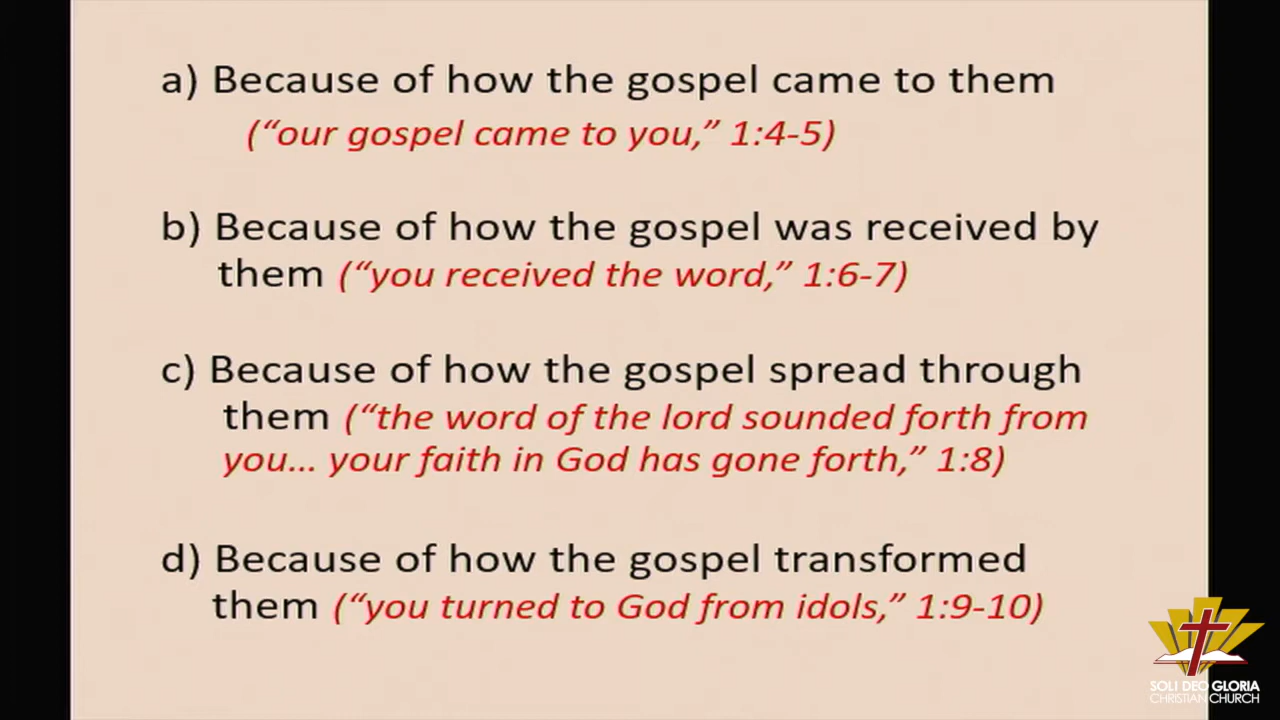 a) Because of how the gospel came to them
(“our gospel came to you,” 1:4-5)
b) Because of how the gospel was received by
them (“you received the word,” 1:6-7)
c) Because of how the gospel spread through
them (“the word of the lord sounded forth from
you... your faith in God has gone forth,” 1:8)
d) Because of how the gospel transformed
them (“you turned to God from idols,” 1:9-10)
SOLI DEO GLORIA
CHRISTIAN CHURCH